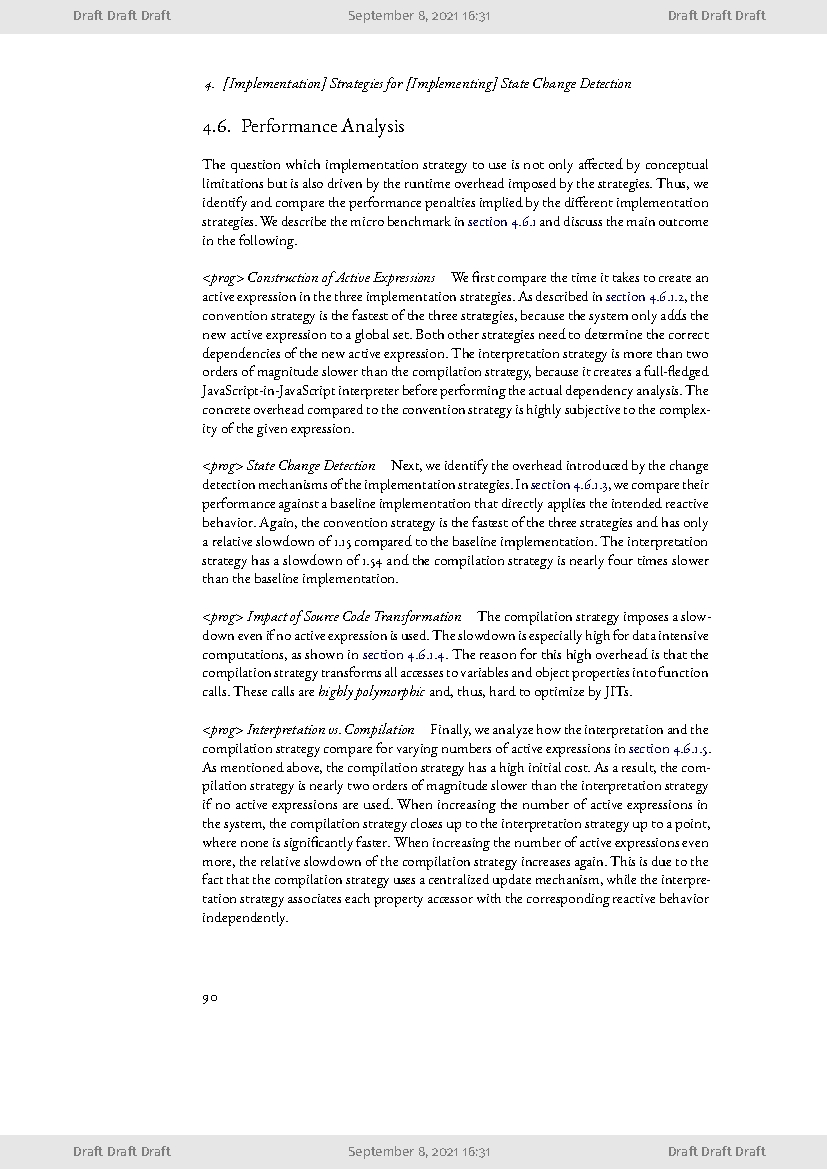 Draft Draft Draft September 8, 2021 16:31 Draft Draft Draft
4. [Implementation] Strategies for [Implementing] State Change Detection
4.6. Performance Analysis
The question which implementation strategy to use is not only affected by conceptual
limitations but is also driven by the runtime overhead imposed by the strategies. Thus, we
identify and compare the performance penalties implied by the different implementation
strategies. We describe the micro benchmark in section 4.6.1 and discuss the main outcome
in the following.
<prog> Construction of Active Expressions We first compare the time it takes to create an
active expression in the three implementation strategies. As described in section 4.6.1.2, the
convention strategy is the fastest of the three strategies, because the system only adds the
new active expression to a global set. Both other strategies need to determine the correct
dependencies of the new active expression. The interpretation strategy is more than two
orders of magnitude slower than the compilation strategy, because it creates a full-fledged
JavaScript-in-JavaScript interpreter before performing the actual dependency analysis. The
concrete overhead compared to the convention strategy is highly subjective to the complex-
ity of the given expression.
<prog> State Change Detection Next, we identify the overhead introduced by the change
detection mechanisms of the implementation strategies. In section 4.6.1.3, we compare their
performance against a baseline implementation that directly applies the intended reactive
behavior. Again, the convention strategy is the fastest of the three strategies and has only
a relative slowdown of 1.15 compared to the baseline implementation. The interpretation
strategy has a slowdown of 1.54 and the compilation strategy is nearly four times slower
than the baseline implementation.
<prog> Impact of Source Code Transformation The compilation strategy imposes a slow-
down even if no active expression is used. The slowdown is especially high for data intensive
computations, as shown in section 4.6.1.4. The reason for this high overhead is that the
compilation strategy transforms all accesses to variables and object properties into function
calls. These calls are highly polymorphic and, thus, hard to optimize by JITs.
<prog> Interpretation vs. Compilation Finally, we analyze how the interpretation and the
compilation strategy compare for varying numbers of active expressions in section 4.6.1.5.
As mentioned above, the compilation strategy has a high initial cost. As a result, the com-
pilation strategy is nearly two orders of magnitude slower than the interpretation strategy
if no active expressions are used. When increasing the number of active expressions in
the system, the compilation strategy closes up to the interpretation strategy up to a point,
where none is significantly faster. When increasing the number of active expressions even
more, the relative slowdown of the compilation strategy increases again. This is due to the
fact that the compilation strategy uses a centralized update mechanism, while the interpre-
tation strategy associates each property accessor with the corresponding reactive behavior
independently.
90
Draft Draft Draft September 8, 2021 16:31 Draft Draft Draft